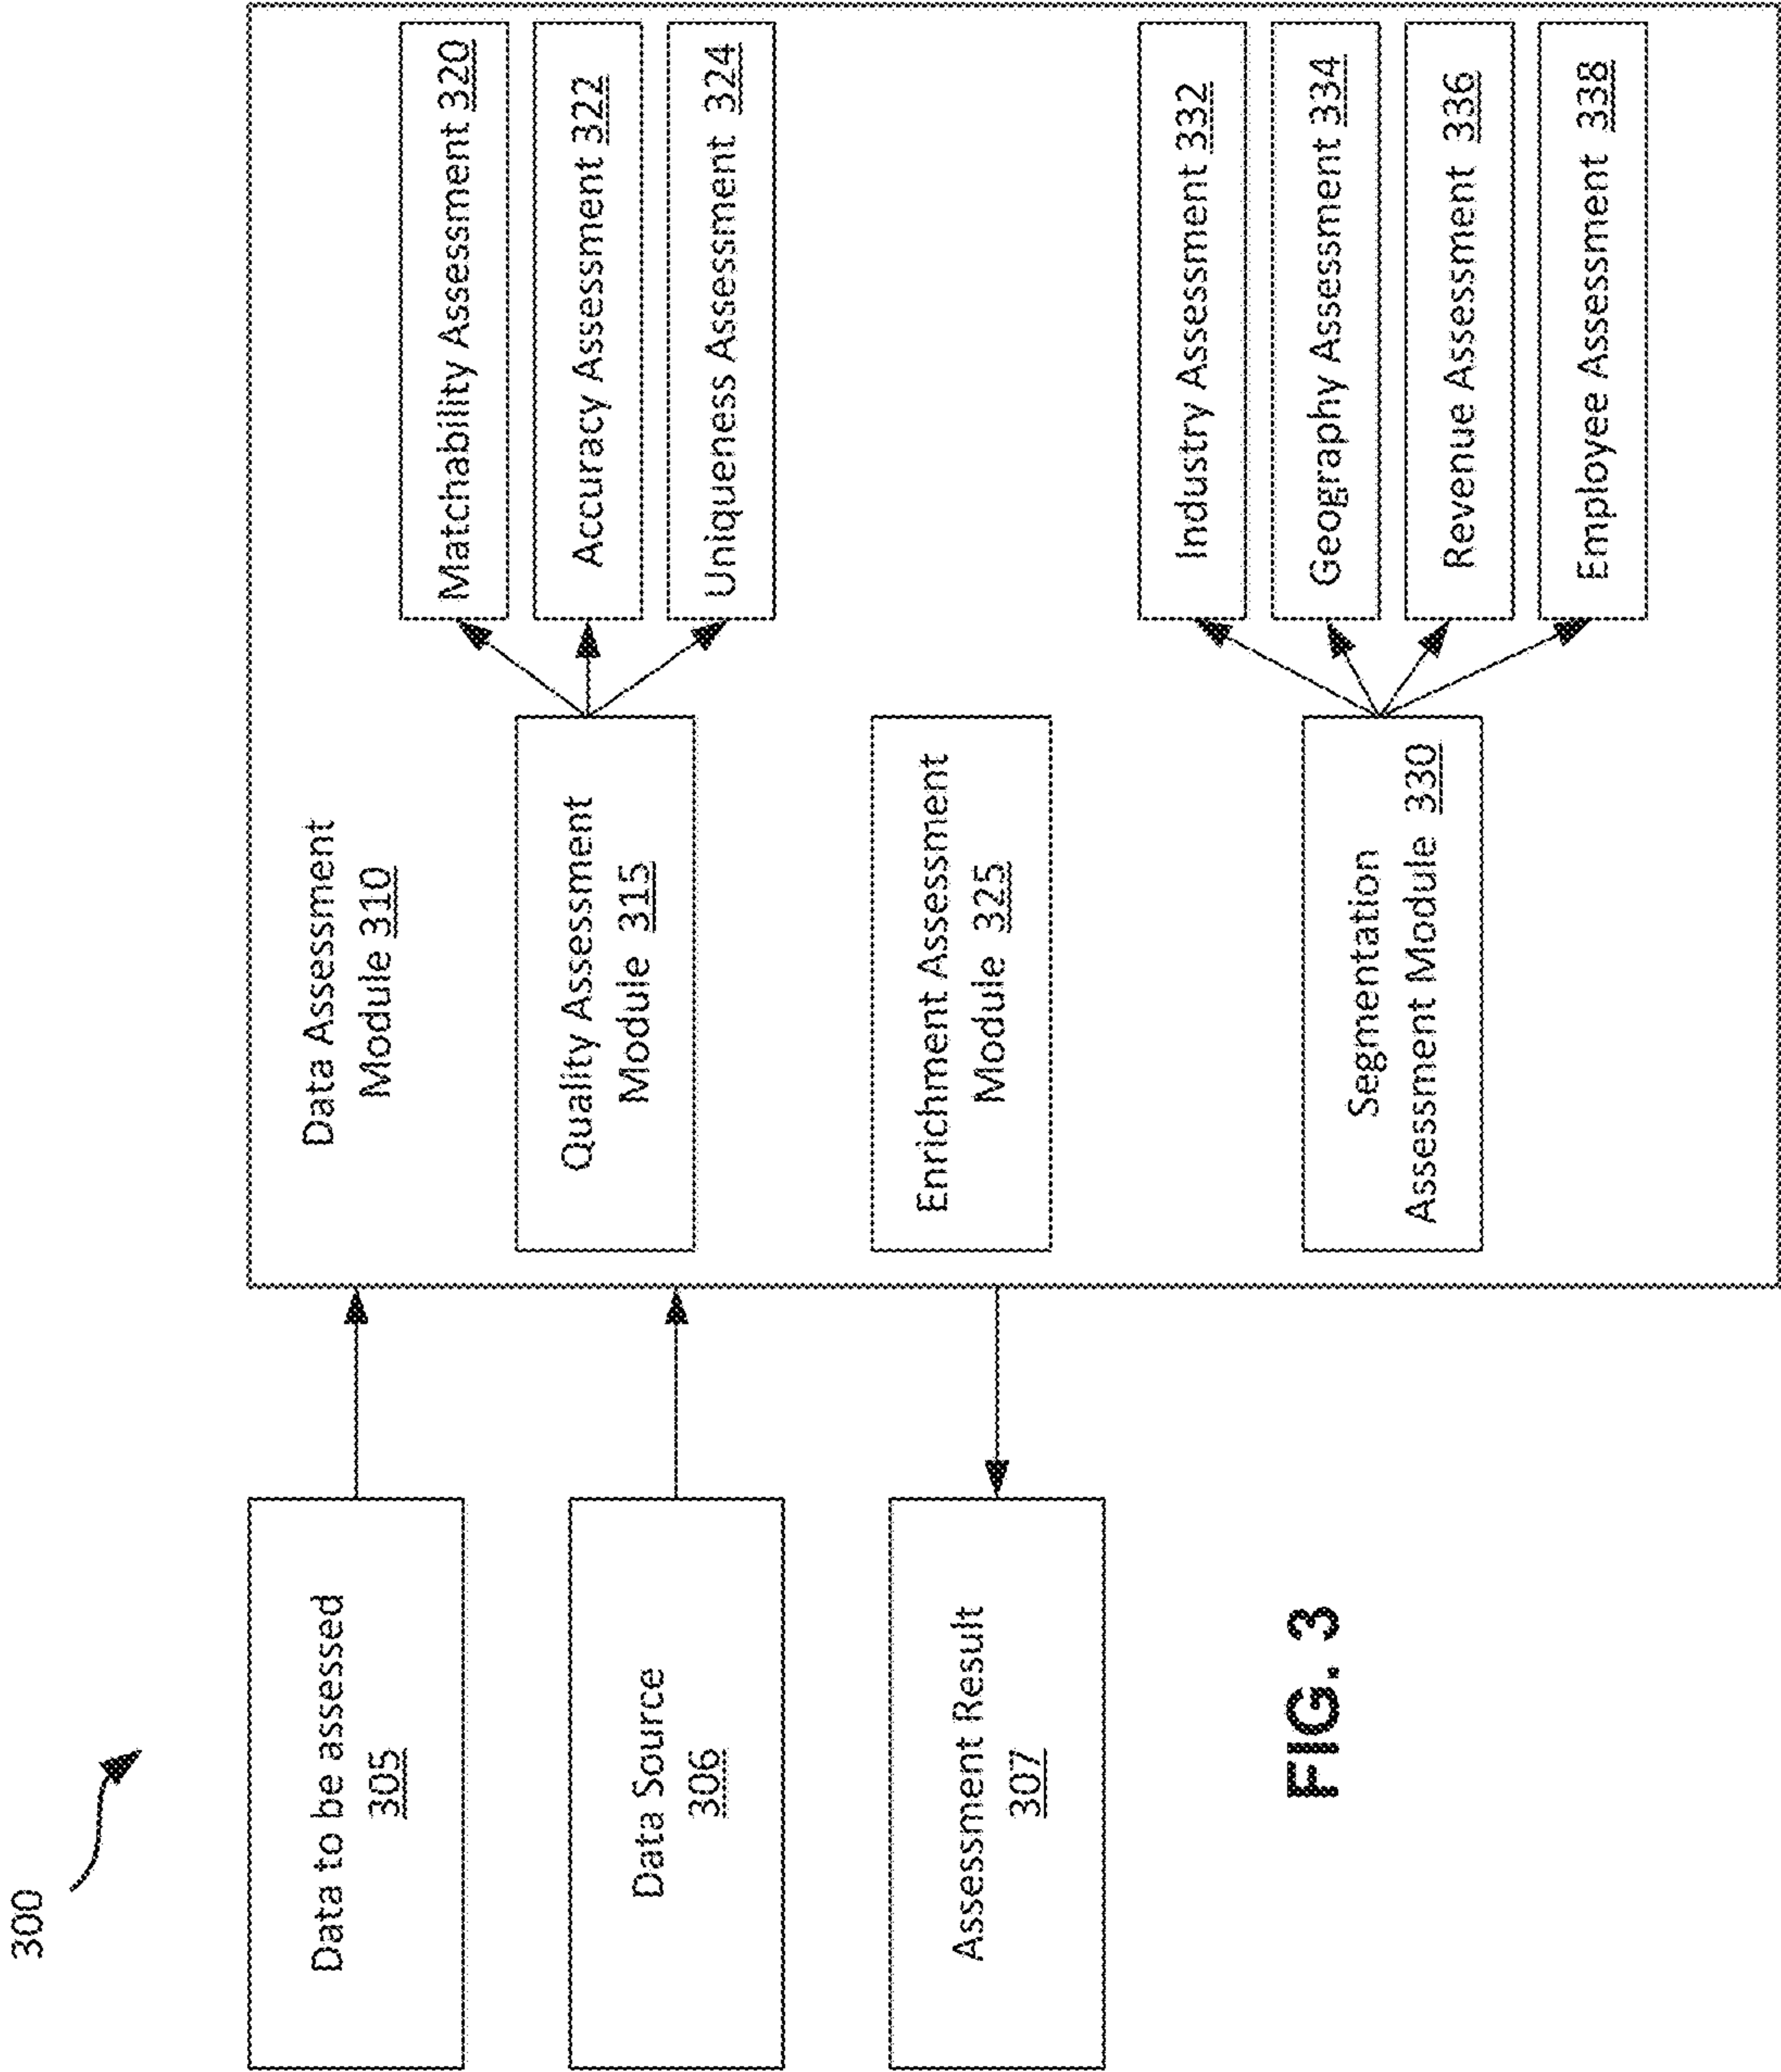 300
Data to be assessed
305
Data Source
306
Assessment Result
307
Data Assessment
Module 310
Quality Assessment
Module 315
Matchability Assessment 320
Accuracy Assessment 322
Uniqueness Assessment 324
Enrichment Assessment
Module 325
Segmentation
Assessment Module 330
Industry Assessment 332
Geography Assessment 334
Revenue Assessment 336
Employee Assessment 338
FIG. 3